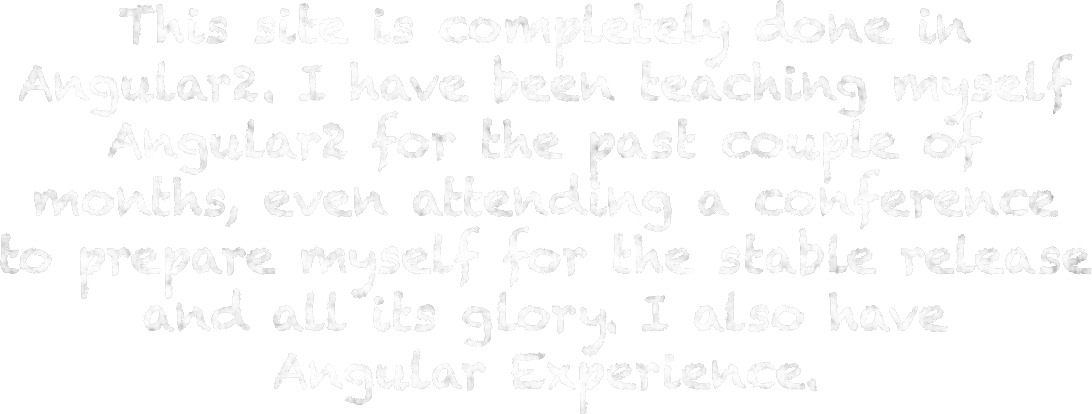 This site is completely done in
Angular2. I have been teaching myself
Angular2 for the past couple of
months, even attending a conference
to prepare myself for the stable release
and all its glory. I also have
Angular Experience.